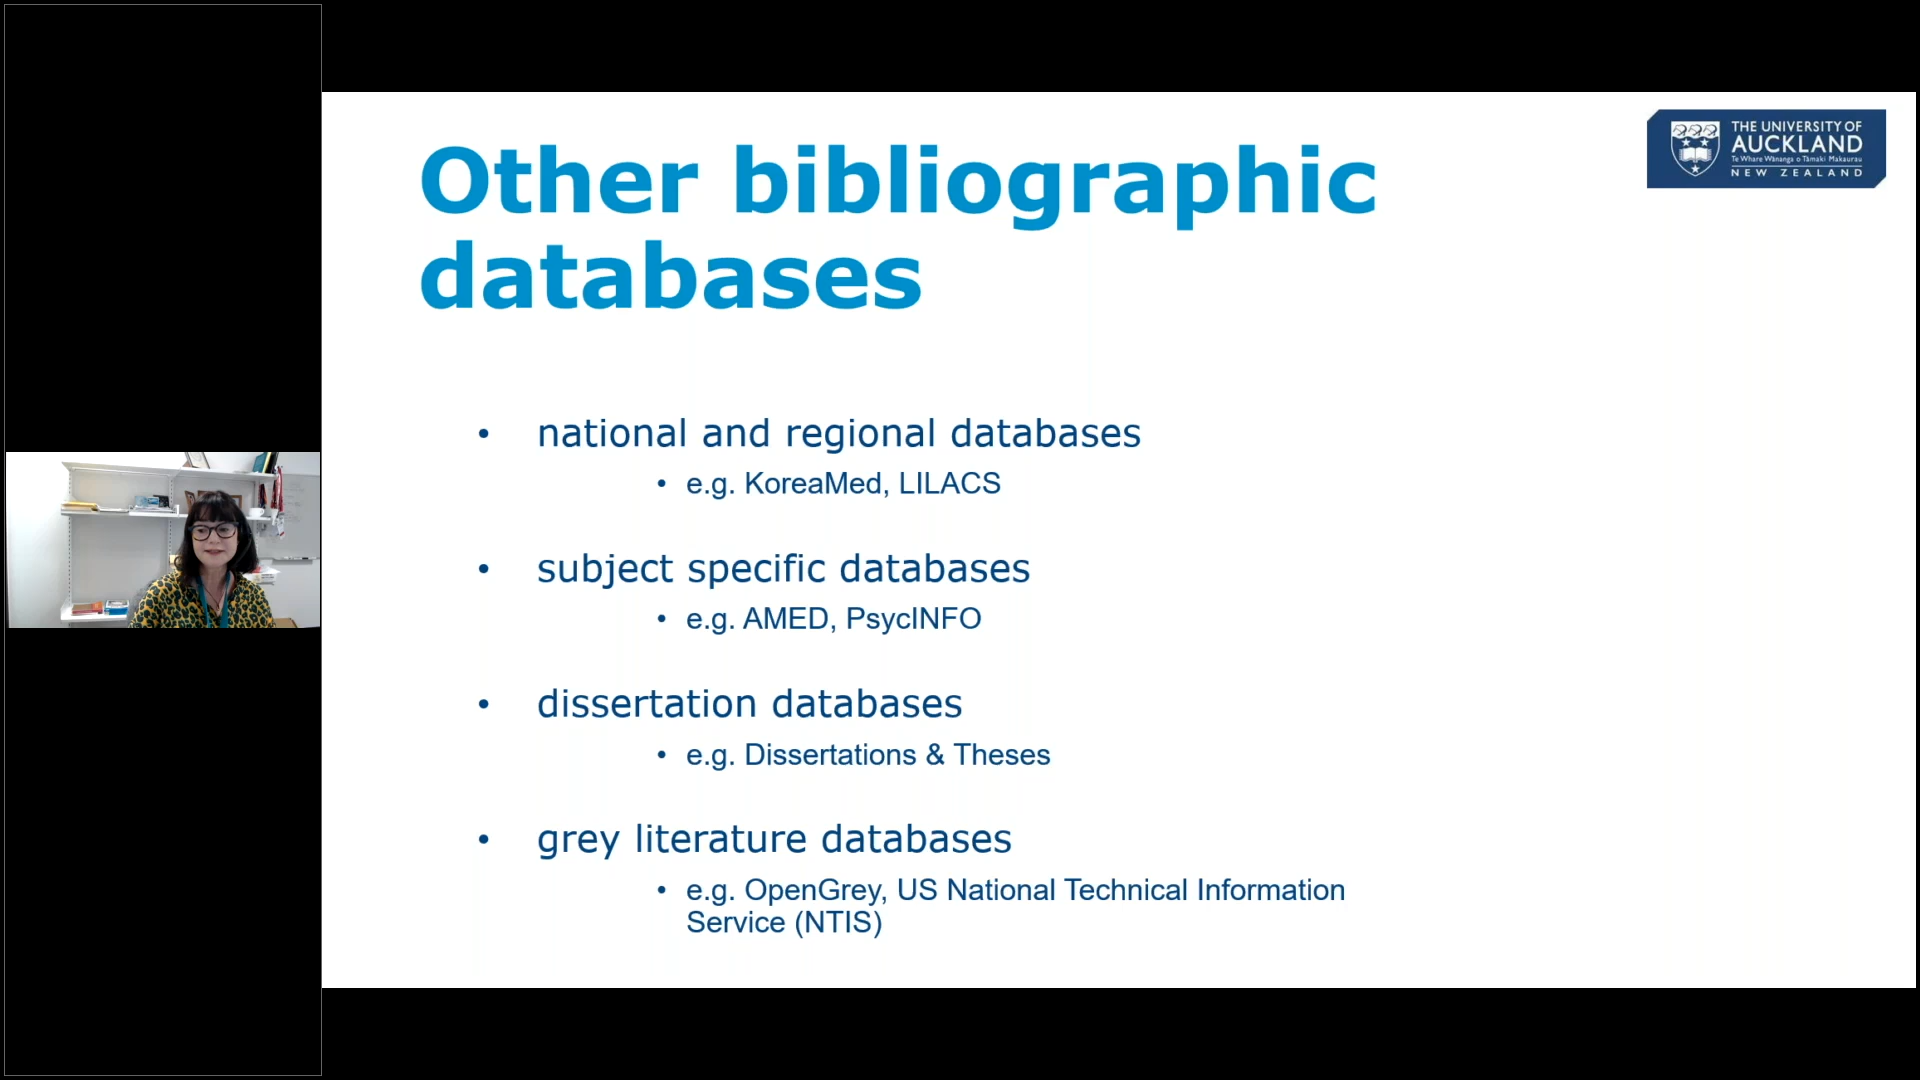 THE UNIVERSITY OF
AUCKLAND
Te Whare Wānanga o Tāmaki Makaurau
NEW ZEALAND
Other bibliographic
databases
• national and regional databases
• e.g. KoreaMed, LILACS
• subject specific databases
• e.g. AMED, PsycINFO
• dissertation databases
• e.g. Dissertations & Theses
• grey literature databases
• e.g. OpenGrey, US National Technical Information
Service (NTIS)